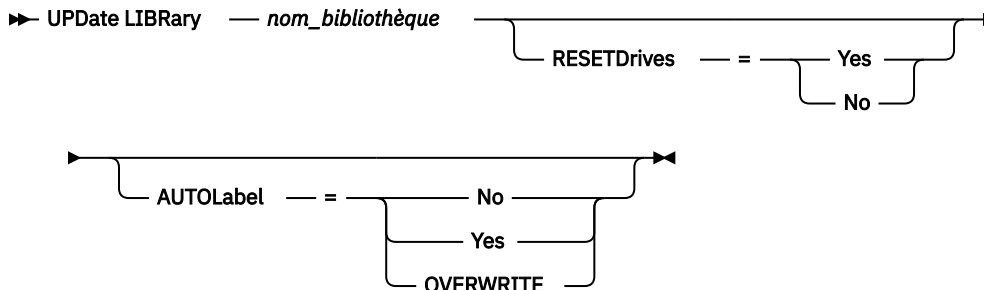 UPDate LIBRary nom_bibliothèque
RESETDrives = Yes
No
AUTOLabel = No
Yes
OVERWRITE